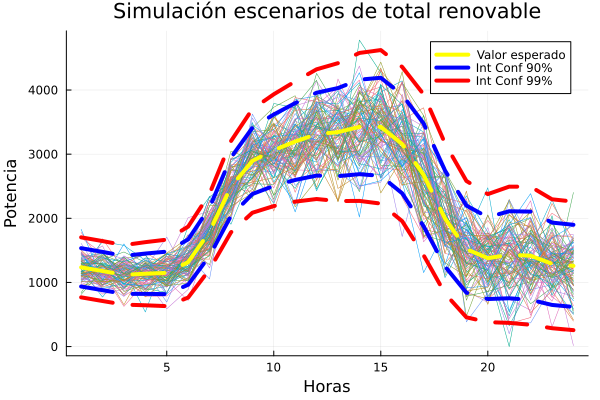 Simulación escenarios de total renovable
Valor esperado
Int Conf 90%
Int Conf 99%
Potencia
4000
3000
2000
1000
0
5
10
15
20
Horas